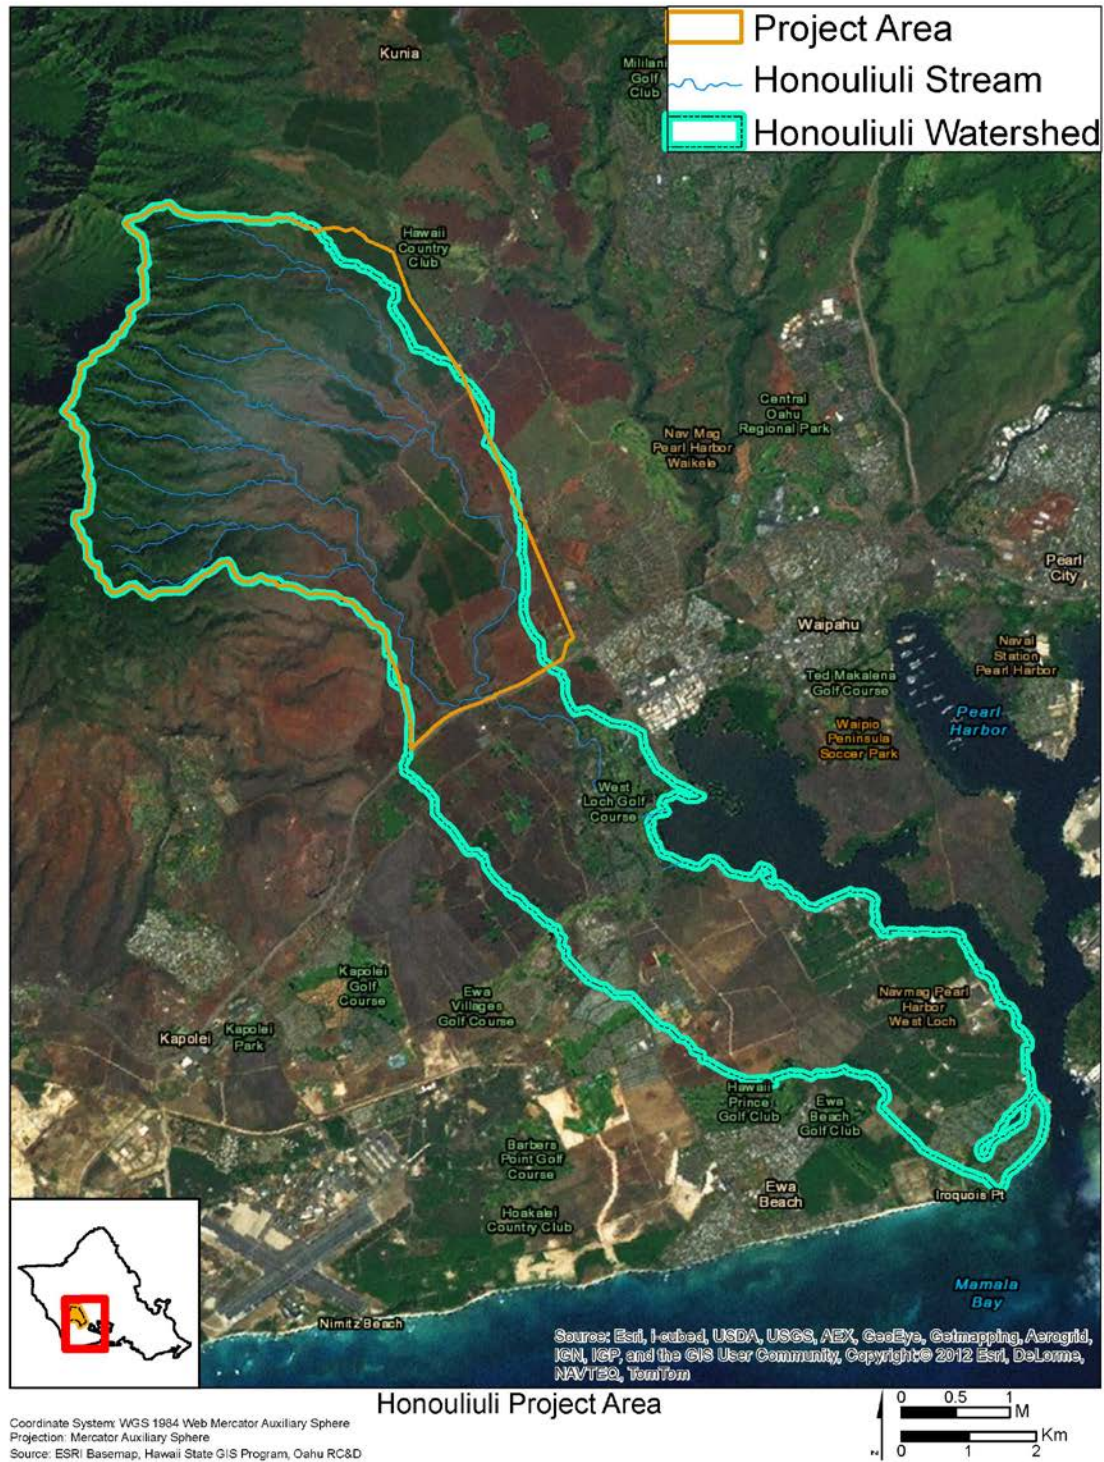 Project Area
Honouliuli Stream
Honouliuli Watershed
Kunia
Mililani
Golf
Club
Hawaii
Country
Club
Central
Oahu
Regional Park
Nav Mag
Pearl Harbor
Waikele
Pearl
City
Waipahu
Naval
Station
Pearl Harbor
Ted Makalena
Golf Course
Pearl
Harbor
Waipio
Peninsula
Soccer Park
West
Loch Golf
Course
Kapolei
Golf
Course
Ewa
Villages
Golf Course
Navmag Pearl
Harbor
West Loch
Kapolei
Kapolei
Park
Hawaii
Prince
Golf Club
Ewa
Beach
Golf Club
Barbers
Point Golf
Course
Ewa
Beach
Iroquois Pt
Hoakalei
Country Club
Mamala
Bay
Nimitz Beach
Source: Esri, i-cubed, USDA, USGS, AEX, GeoEye, Getmapping, Aerogrid,
IGN, IGP, and the GIS User Community, Copyright:© 2012 Esri, DeLorme,
NAVTEQ, TomTom
Honouliuli Project Area
Coordinate System: WGS 1984 Web Mercator Auxiliary Sphere
Projection: Mercator Auxiliary Sphere
Source: ESRI Basemap, Hawaii State GIS Program, Oahu RC&D
z
0 0.5 1
M
Km
0 1 2